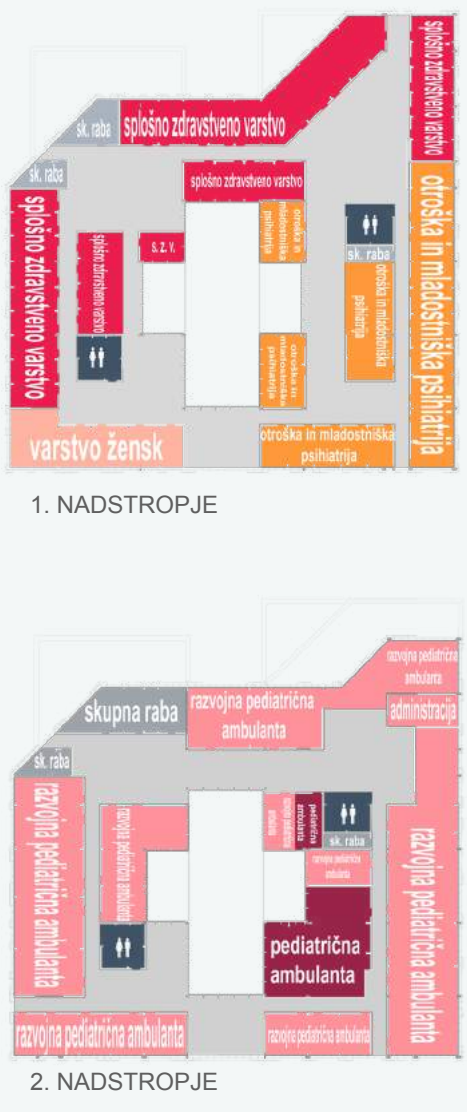 splošno zdravstveno varstvo
sk. raba
splošno zdravstveno varstvo
sk. raba
splošno zdravstveno varstvo
otroška in
mladostniška
psihiatrija
splošno zdravstveno varstvo
otroška in mladostniška psihiatrija
splošno zdravstveno varstvo
š. z. v.
sk. raba
otroška in mladostniška
psihiatrija
otroška in
mladostniška
psihiatrija
varstvo žensk
otroška in mladostniška
psihiatrija
1. NADSTROPJE
razvojna pediatrična
ambulanta
skupna raba
razvojna pediatrična
ambulanta
administracija
sk. raba
razvojna pediatrična ambulanta
razvojna pediatrična ambulanta
razvojna pediatrična
ambulanta
pediatrična
ambulanta
sk. raba
razvojna pediatrična
ambulanta
razvojna pediatrična ambulanta
pediatrična
ambulanta
razvojna pediatrična ambulanta
razvojna pediatrična ambulanta
2. NADSTROPJE